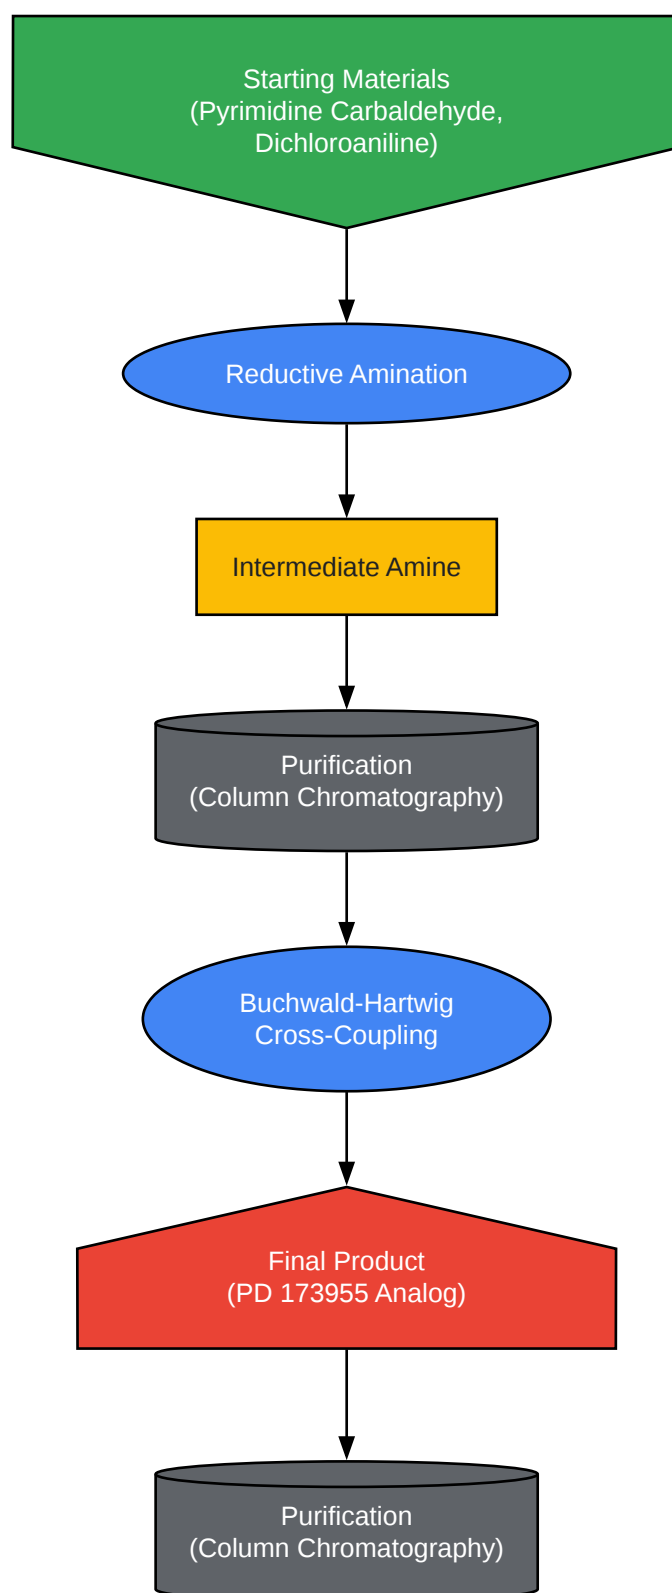 Starting Materials
(Pyrimidine Carbaldehyde,
Dichloroaniline)
Reductive Amination
Intermediate Amine
Purification
(Column Chromatography)
Buchwald-Hartwig
Cross-Coupling
Final Product
(PD 173955 Analog)
Purification
(Column Chromatography)